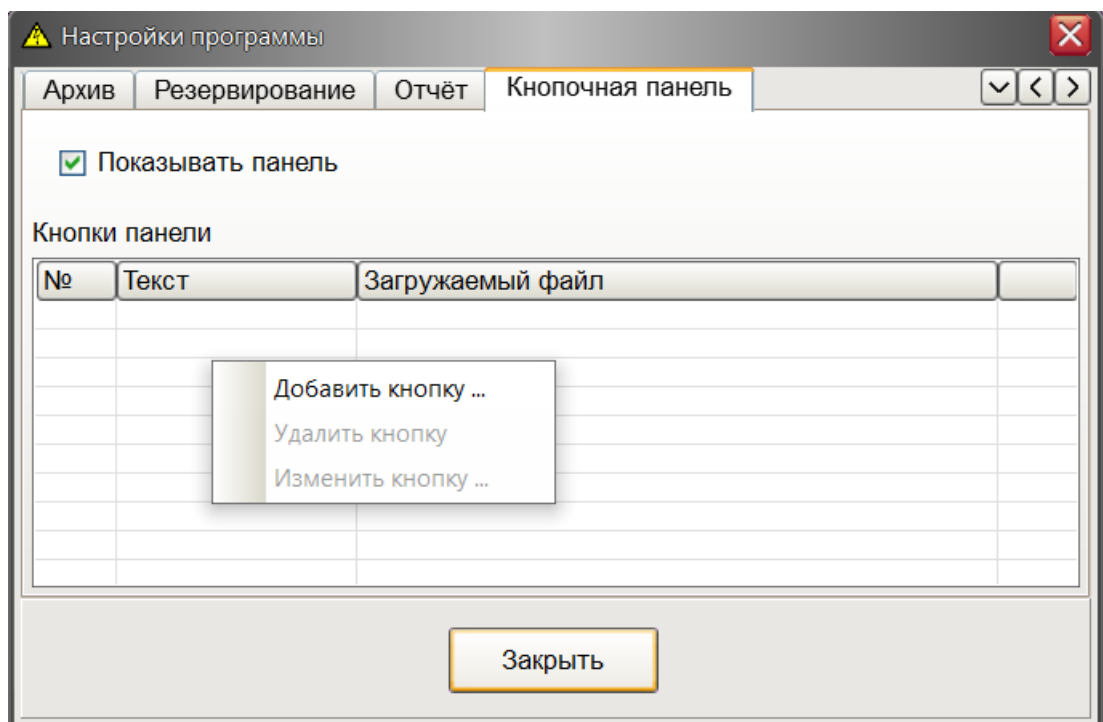 Настройки программы
Архив Резервирование Отчёт Кнопочная панель
Показывать панель
Кнопки панели
№ Текст Загружаемый файл
Добавить кнопку ...
Удалить кнопку
Изменить кнопку ...
Закрыть